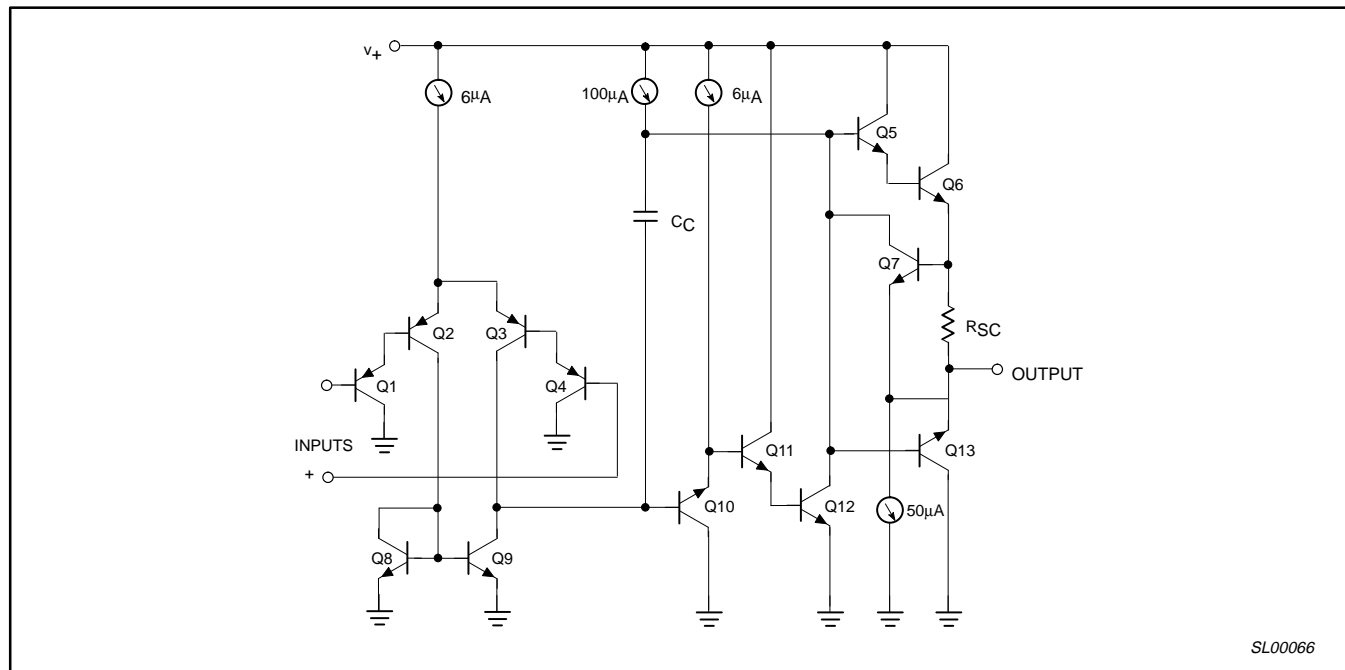 v+
6µA
100µA
6µA
Q5
Q6
CC
Q7
Q2
Q3
RSC
Q1
Q4
OUTPUT
INPUTS
Q11
Q13
+
Q10
Q12
50µA
Q8
Q9
SL00066